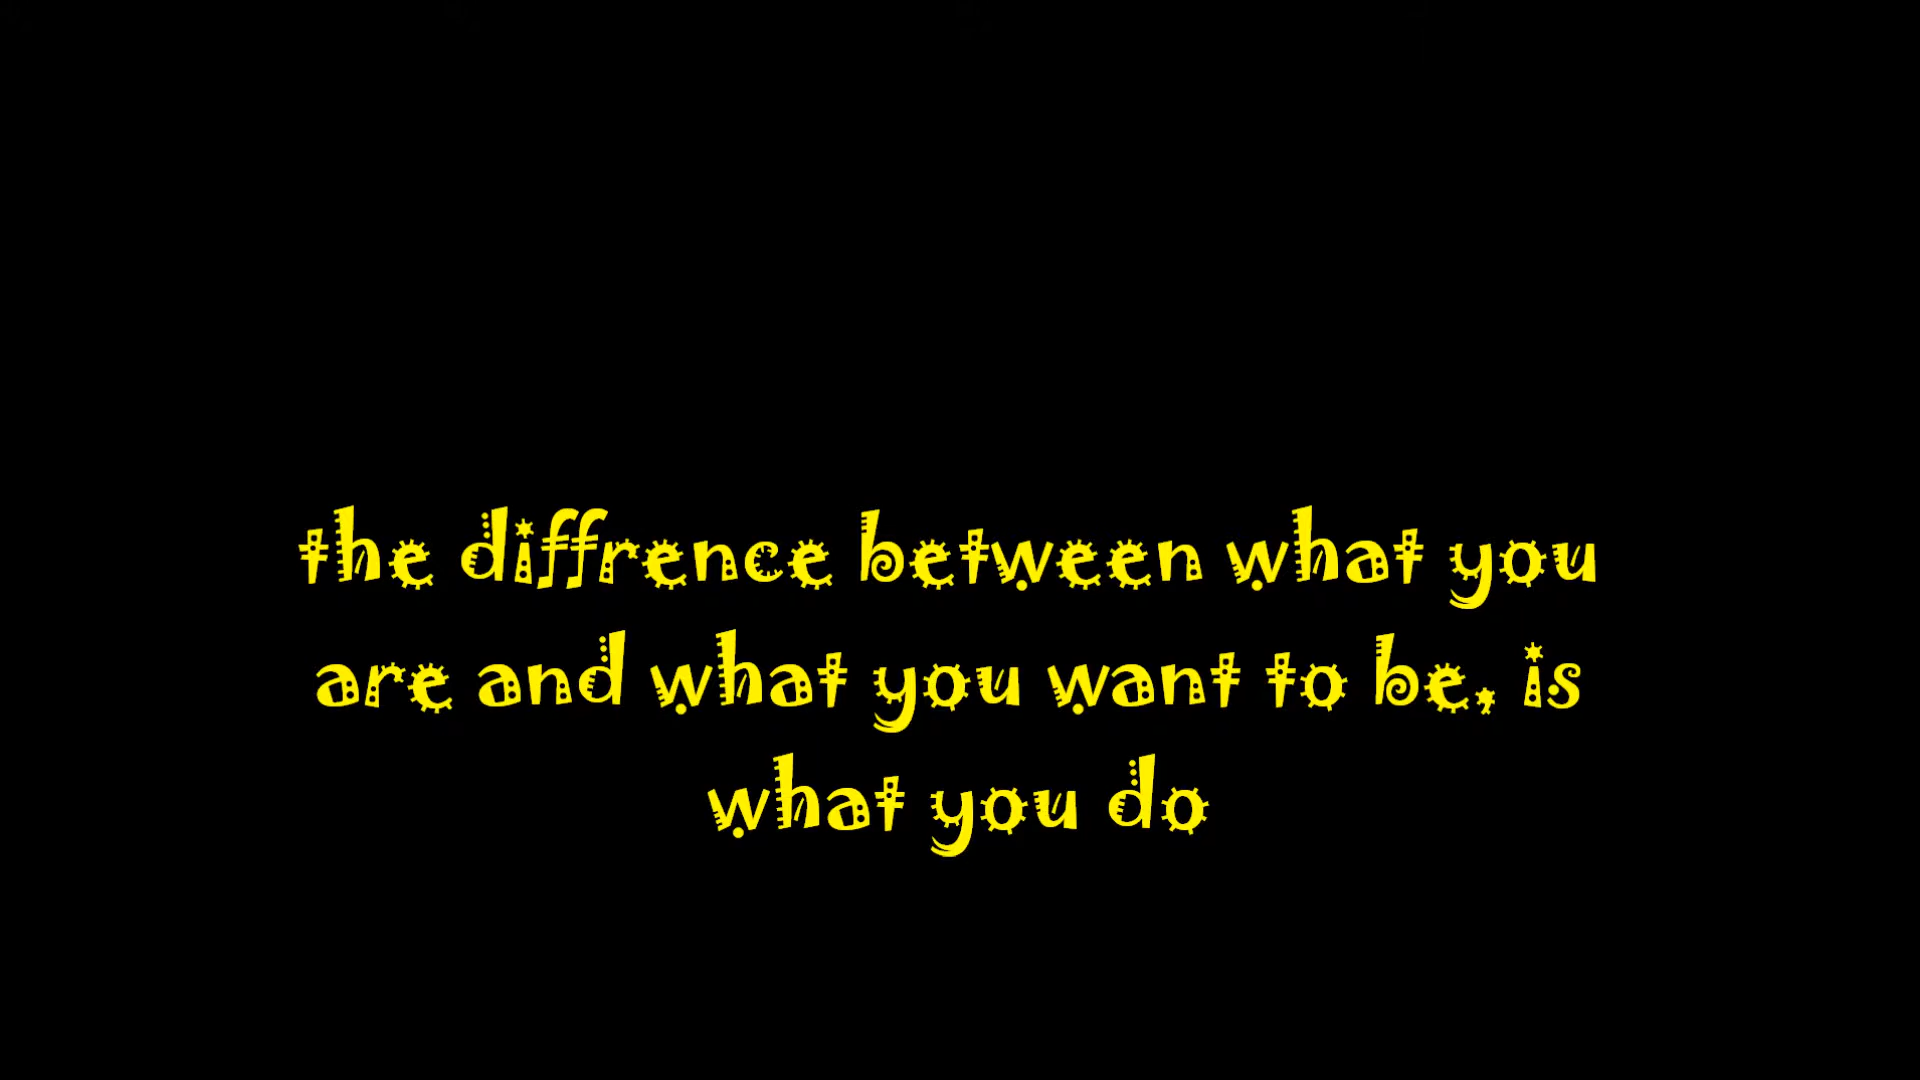 the diffrence between what you
are and what you want to be, is
what you do